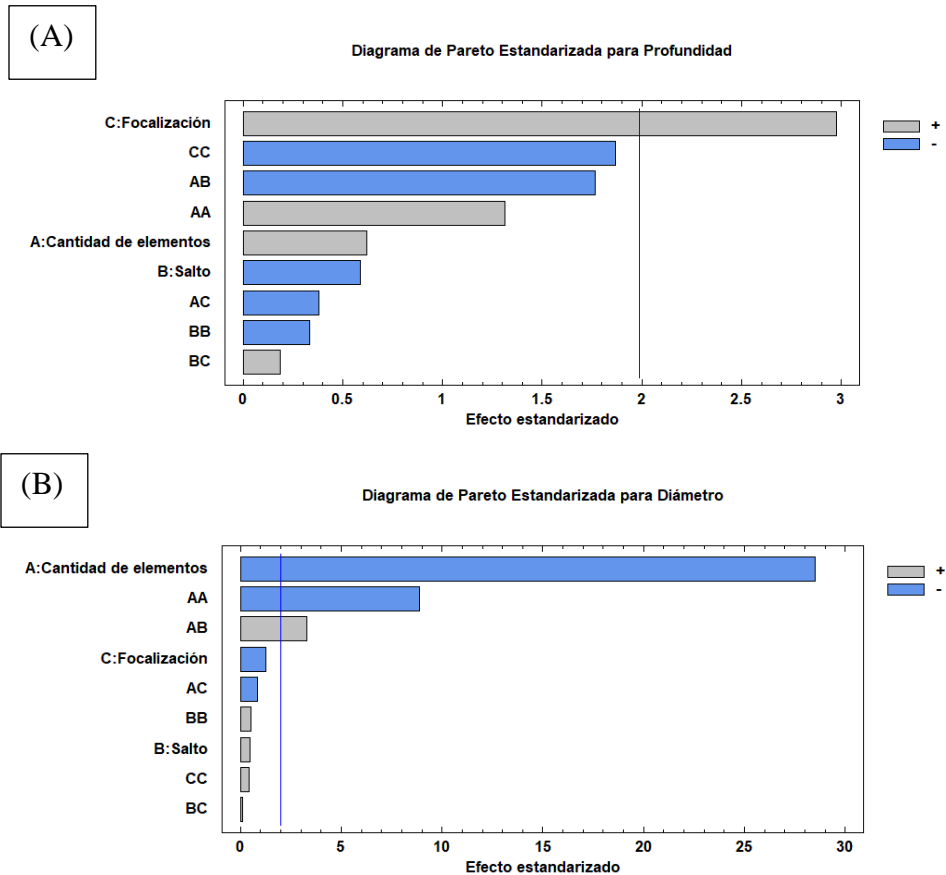 (A)
Diagrama de Pareto Estandarizada para Profundidad
C:Focalización
CC
AB
AA
A:Cantidad de elementos
B:Salto
AC
BB
BC
+
-
0 0.5 1 1.5 2 2.5 3
Efecto estandarizado
(B)
Diagrama de Pareto Estandarizada para Diámetro
A:Cantidad de elementos
AA
AB
C:Focalización
AC
BB
B:Salto
CC
BC
+
-
0 5 10 15 20 25 30
Efecto estandarizado